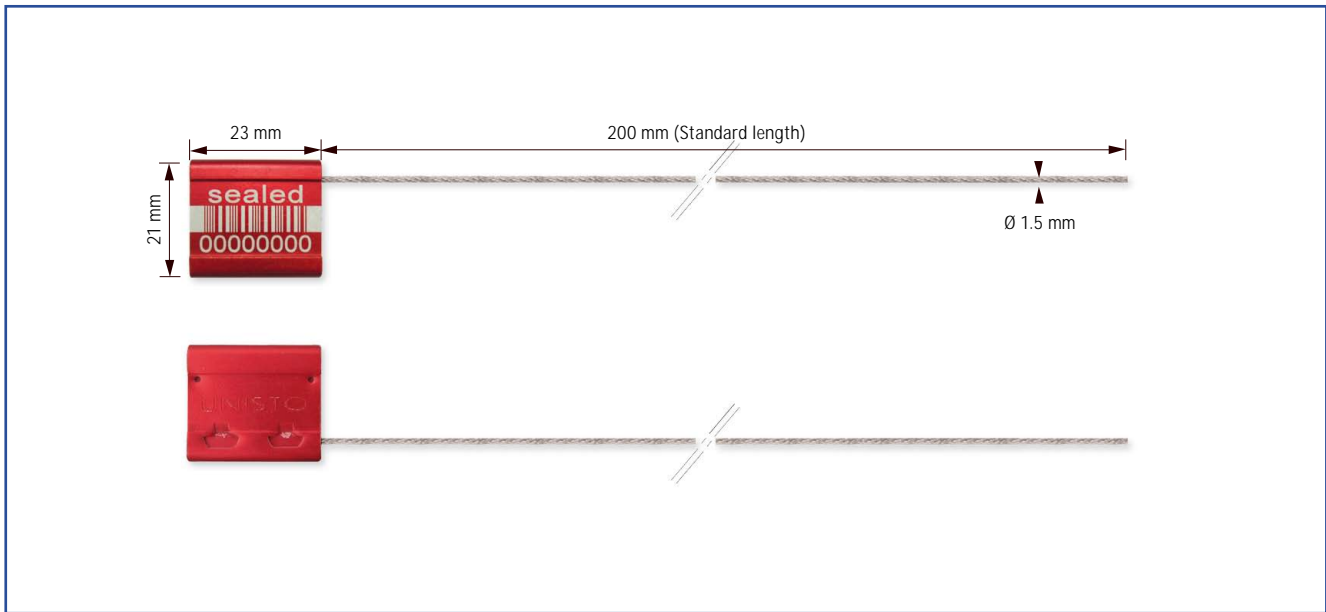 23 mm
200 mm (Standard length)
21 mm
sealed
00000000
Ø 1.5 mm
UNISTO